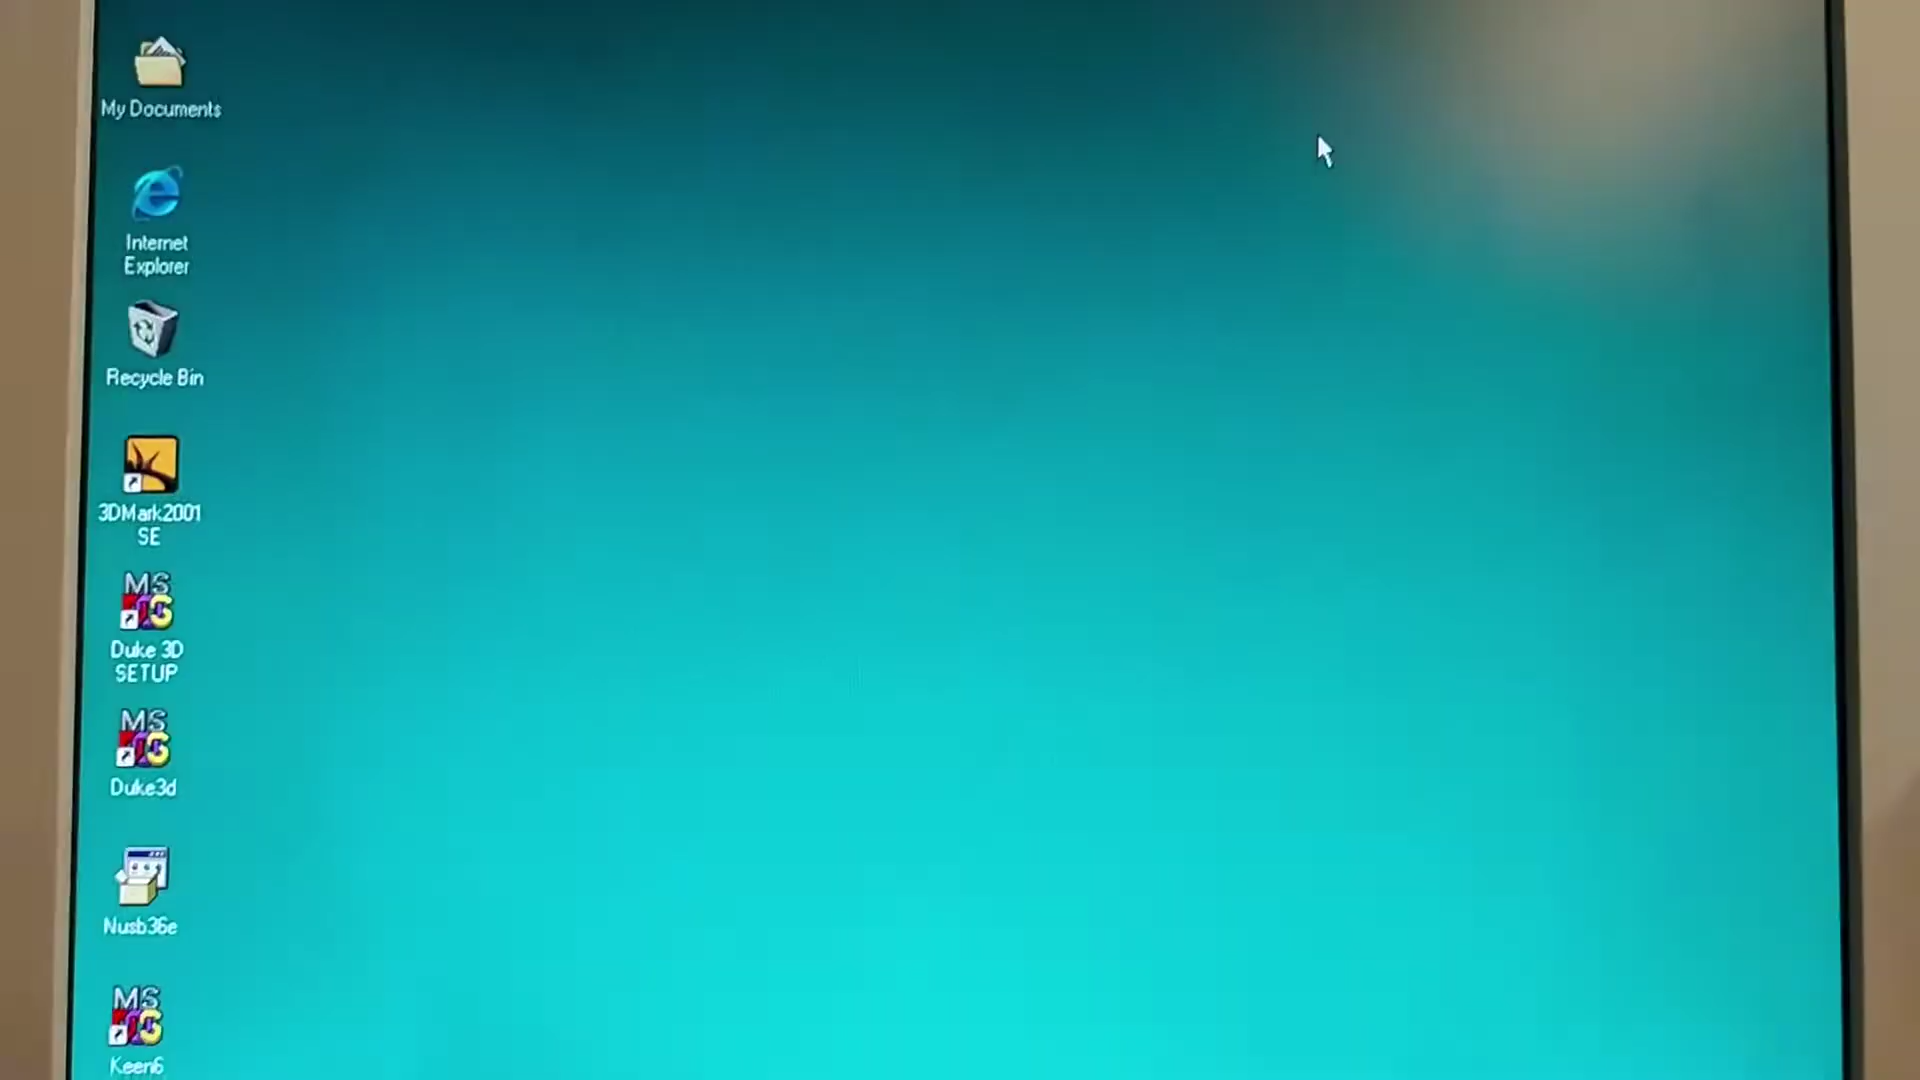 My Documents
Internet
Explorer
Recycle Bin
3DMark2001
SE
MS
Duke 3D
SETUP
MS
Duke3d
Nusb36e
MS
Keen6